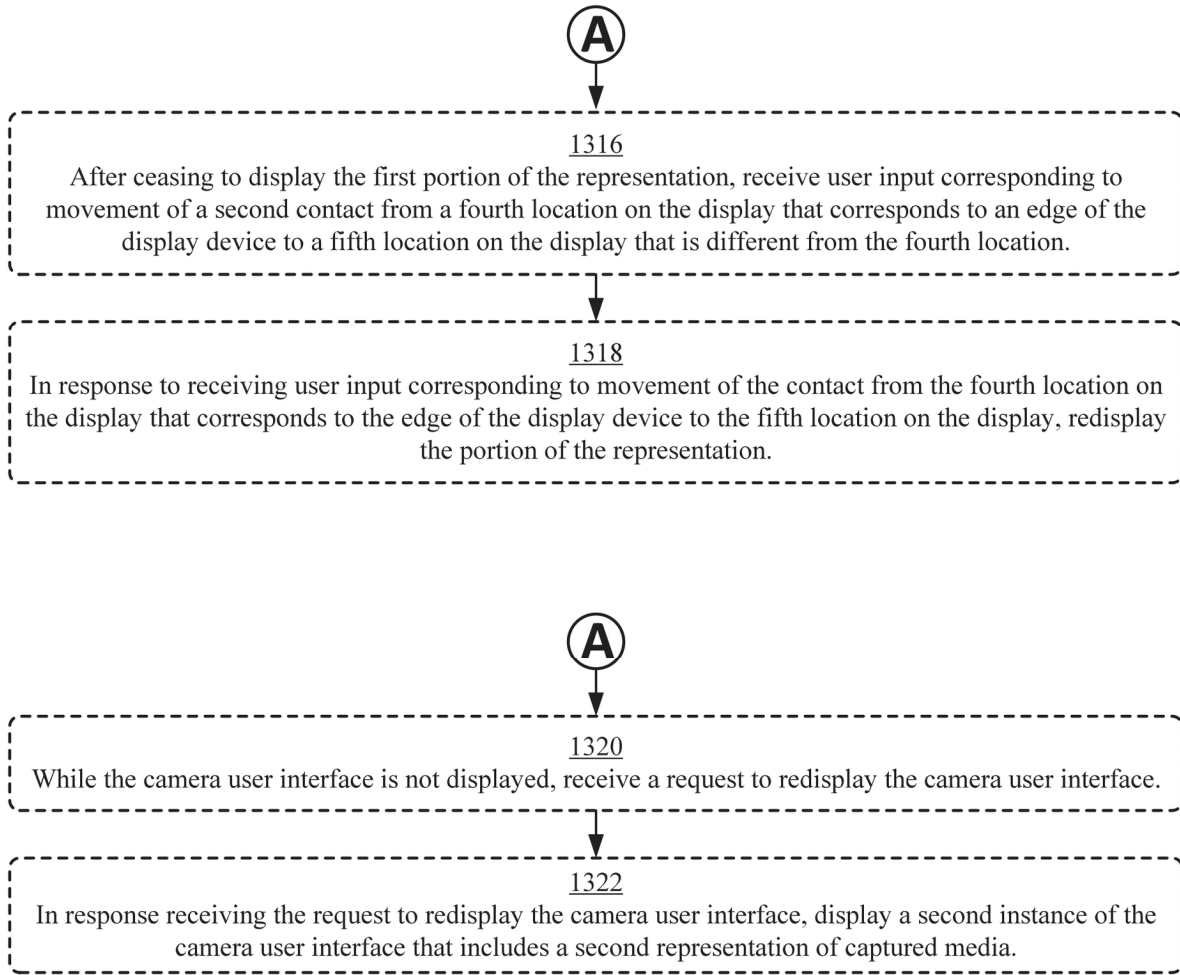 A
1316
After ceasing to display the first portion of the representation, receive user input corresponding to
movement of a second contact from a fourth location on the display that corresponds to an edge of the
display device to a fifth location on the display that is different from the fourth location.
1318
In response to receiving user input corresponding to movement of the contact from the fourth location on
the display that corresponds to the edge of the display device to the fifth location on the display, redisplay
the portion of the representation.
A
1320
While the camera user interface is not displayed, receive a request to redisplay the camera user interface.
1322
In response receiving the request to redisplay the camera user interface, display a second instance of the
camera user interface that includes a second representation of captured media.